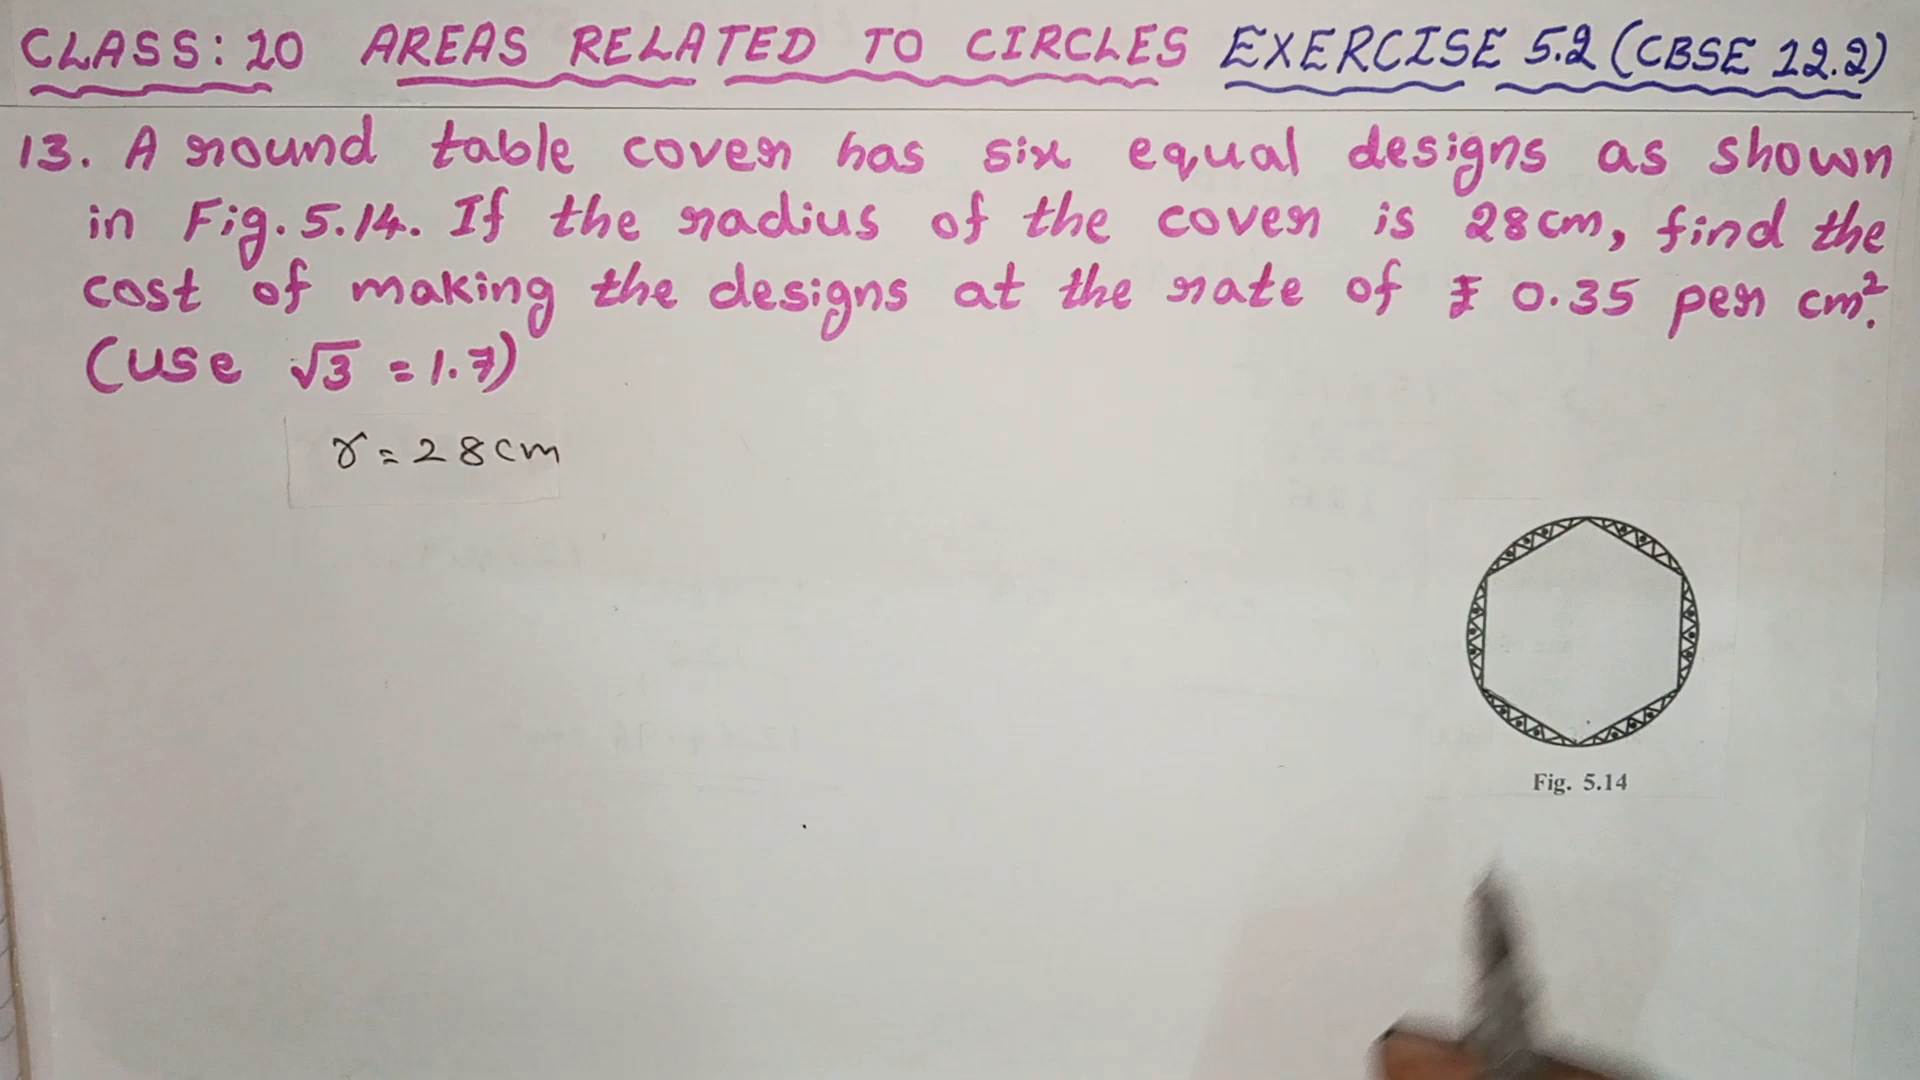 CLASS: 10 AREAS RELATED TO CIRCLES EXERCISE 5.2 (CBSE 12.2)
13. A round table cover has six equal designs as shown
in Fig. 5.14. If the radius of the cover is 28cm, find the
cost of making the designs at the rate of ₹ 0.35 per cm².
(use √3 = 1.7)
r = 28cm
Fig. 5.14